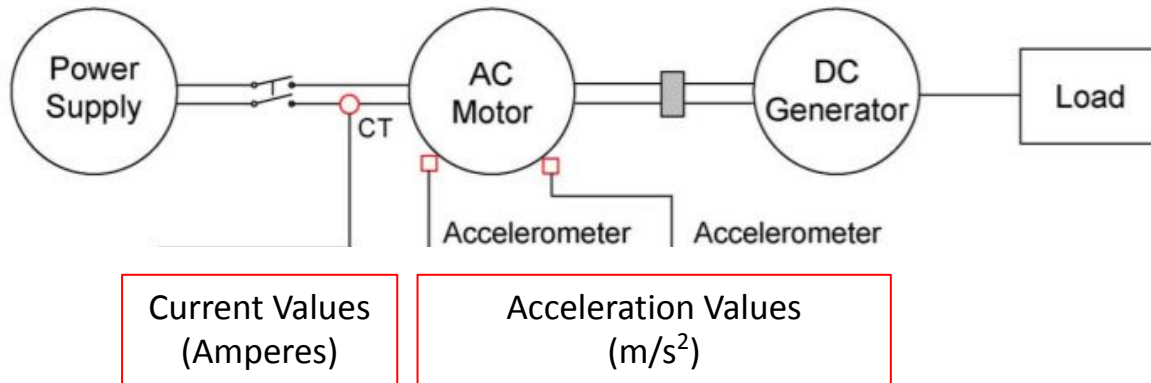 Power
Supply
CT
AC
Motor
DC
Generator
Load
Accelerometer
Accelerometer
Current Values
(Amperes)
Acceleration Values
(m/s²)